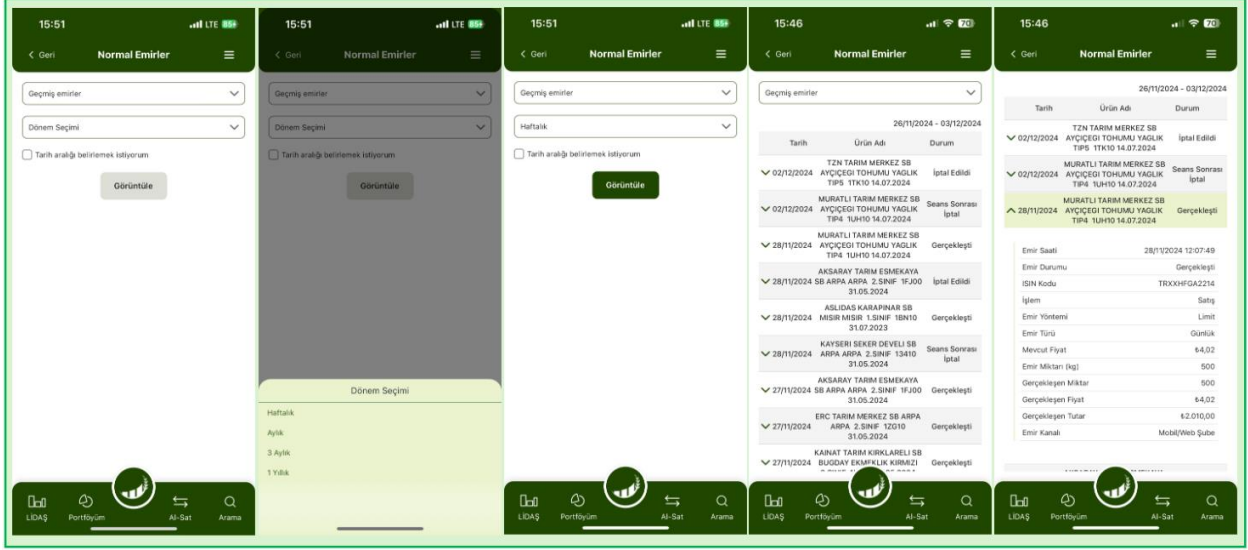 15:51
LTE 85+
Geri
Normal Emirler
Geçmiş emirler
Dönem Seçimi
Tarih aralığı belirlemek istiyorum
Görüntüle
LİDAŞ
Portföyüm
Al-Sat
Arama
15:51
LTE 85+
Geri
Normal Emirler
Geçmiş emirler
Dönem Seçimi
Tarih aralığı belirlemek istiyorum
Görüntüle
Dönem Seçimi
Haftalık
Aylık
3 Aylık
1 Yıllık
15:51
LTE 85+
Geri
Normal Emirler
Geçmiş emirler
Haftalık
Tarih aralığı belirlemek istiyorum
Görüntüle
LİDAŞ
Portföyüm
Al-Sat
Arama
15:46
70
Geri
Normal Emirler
Geçmiş emirler
26/11/2024 - 03/12/2024
Tarih Ürün Adı Durum
TZN TARIM MERKEZ SB
02/12/2024 AYÇIÇEGI TOHUMU YAGLIK İptal Edildi
TIP5 1TK10 14.07.2024
MURATLI TARIM MERKEZ SB
02/12/2024 AYÇIÇEGI TOHUMU YAGLIK Seans Sonrası İptal
TIP4 1UH10 14.07.2024
MURATLI TARIM MERKEZ SB
28/11/2024 AYÇIÇEGI TOHUMU YAGLIK Gerçekleşti
TIP4 1UH10 14.07.2024
AKSARAY TARIM ESMEKAYA
28/11/2024 SB ARPA ARPA 2.SINIF 1FJ00 İptal Edildi
31.05.2024
ASLIDAS KARAPINAR SB
28/11/2024 MISIR MISIR 1.SINIF 1BN10 Gerçekleşti
31.07.2023
KAYSERI SEKER DEVELI SB
28/11/2024 ARPA ARPA 2.SINIF 13410 Seans Sonrası İptal
31.05.2024
AKSARAY TARIM ESMEKAYA
27/11/2024 SB ARPA ARPA 2.SINIF 1FJ00 Gerçekleşti
31.05.2024
ERC TARIM MERKEZ SB ARPA
27/11/2024 ARPA 2.SINIF 1ZG10 Gerçekleşti
31.05.2024
KAINAT TARIM KIRKLARELI SB
27/11/2024 BUGDAY EKMEKLIK KIRMIZI Gerçekleşti
LİDAŞ
Portföyüm
Al-Sat
Arama
15:46
70
Geri
Normal Emirler
26/11/2024 - 03/12/2024
Tarih Ürün Adı Durum
TZN TARIM MERKEZ SB
02/12/2024 AYÇIÇEGI TOHUMU YAGLIK İptal Edildi
TIP5 1TK10 14.07.2024
MURATLI TARIM MERKEZ SB
02/12/2024 AYÇIÇEGI TOHUMU YAGLIK Seans Sonrası İptal
TIP4 1UH10 14.07.2024
MURATLI TARIM MERKEZ SB
28/11/2024 AYÇIÇEGI TOHUMU YAGLIK Gerçekleşti
TIP4 1UH10 14.07.2024
Emir Saati 28/11/2024 12:07:49
Emir Durumu Gerçekleşti
ISIN Kodu TRXXHFGA2214
İşlem Satış
Emir Yöntemi Limit
Emir Türü Günlük
Mevcut Fiyat ₺4,02
Emir Miktarı (kg) 500
Gerçekleşen Miktar 500
Gerçekleşen Fiyat ₺4,02
Gerçekleşen Tutar ₺2.010,00
Emir Kanalı Mobil/Web Şube
LİDAŞ
Portföyüm
Al-Sat
Arama